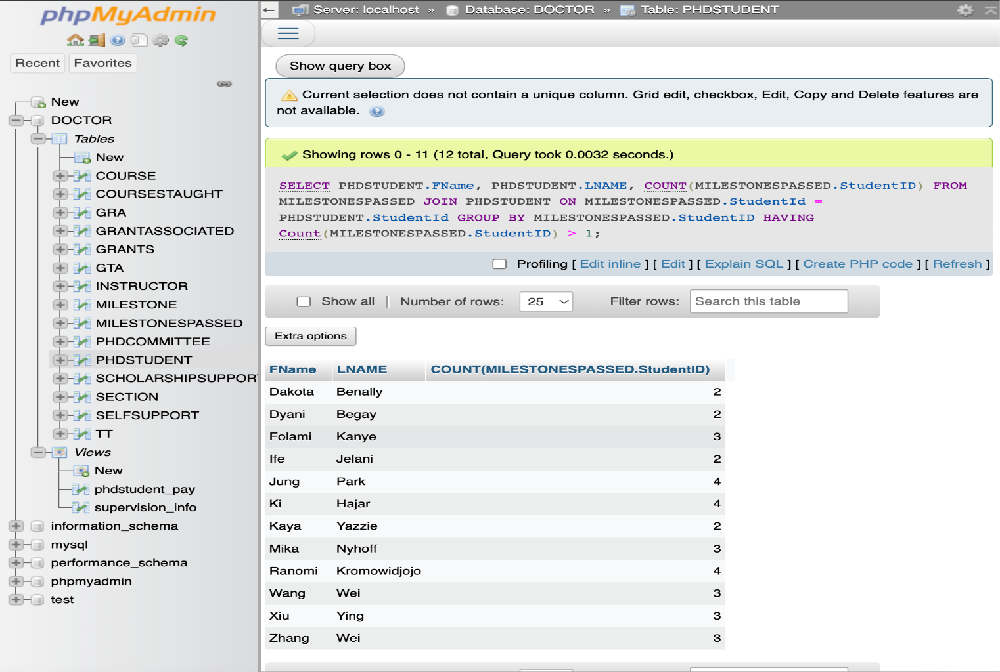 phpMyAdmin
Recent
Favorites
New
DOCTOR
Tables
New
COURSE
COURSESTAUGHT
GRA
GRANTASSOCIATED
GRANTS
GTA
INSTRUCTOR
MILESTONE
MILESTONESPASSED
PHDCOMMITTEE
PHDSTUDENT
SCHOLARSHIPSUPPOR
SECTION
SELFSUPPORT
TT
Views
New
phdstudent_pay
supervision_info
information_schema
mysql
performance_schema
phpmyadmin
test
Server: localhost » Database: DOCTOR » Table: PHDSTUDENT
Show query box
Current selection does not contain a unique column. Grid edit, checkbox, Edit, Copy and Delete features are
not available.
Showing rows 0 - 11 (12 total, Query took 0.0032 seconds.)
SELECT PHDSTUDENT.FName, PHDSTUDENT.LNAME, COUNT(MILESTONESPASSED.StudentID) FROM
MILESTONESPASSED JOIN PHDSTUDENT ON MILESTONESPASSED.StudentId =
PHDSTUDENT.StudentId GROUP BY MILESTONESPASSED.StudentID HAVING
Count(MILESTONESPASSED.StudentID) > 1;
Profiling [ Edit inline ] [ Edit ] [ Explain SQL ] [ Create PHP code ] [ Refresh ]
Show all | Number of rows: 25 Filter rows: Search this table
Extra options
FName LNAME COUNT(MILESTONESPASSED.StudentID)
Dakota Benally 2
Dyani Begay 2
Folami Kanye 3
Ife Jelani 2
Jung Park 4
Ki Hajar 4
Kaya Yazzie 2
Mika Nyhoff 3
Ranomi Kromowidjojo 4
Wang Wei 3
Xiu Ying 3
Zhang Wei 3